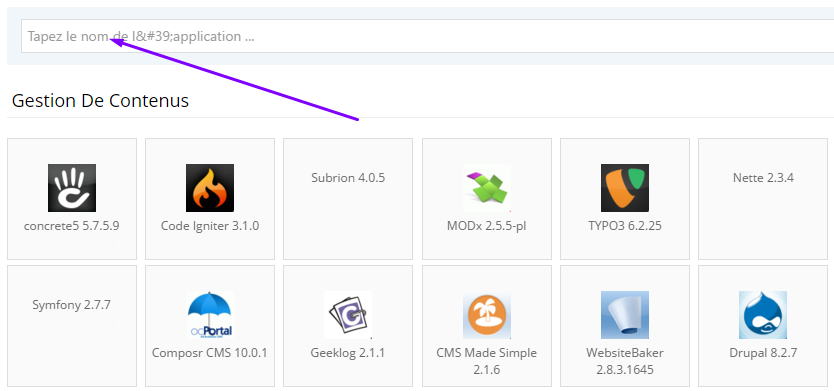 Tapez le nom de l&#39;application ...
Gestion De Contenus
concrete5 5.7.5.9
Code Igniter 3.1.0
Subrion 4.0.5
MODx 2.5.5-pl
TYPO3 6.2.25
Nette 2.3.4
Symfony 2.7.7
ocPortal
Composr CMS 10.0.1
Geeklog 2.1.1
CMS Made Simple
2.1.6
WebsiteBaker
2.8.3.1645
Drupal 8.2.7